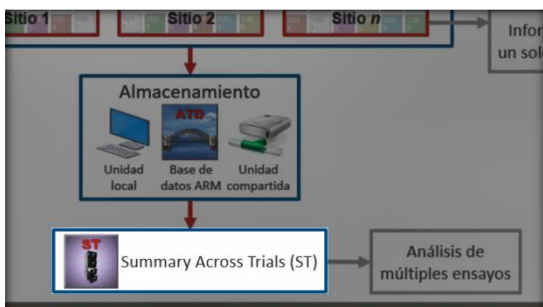 Sitio 1
Sitio 2
Sitio n
Infor
un sol
Almacenamiento
ATD
Unidad local
Base de datos ARM
Unidad compartida
ST
Summary Across Trials (ST)
Análisis de
múltiples ensayos